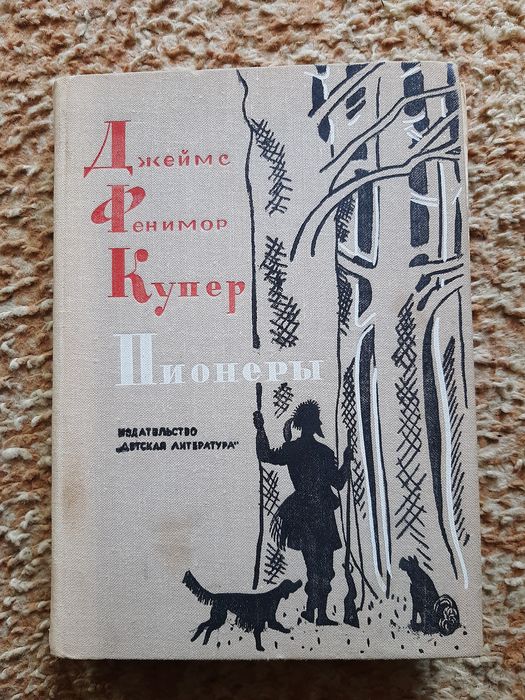 Джеймс
Фенимор
Купер
Пионеры
ИЗДАТЕЛЬСТВО
„ДЕТСКАЯ ЛИТЕРАТУРА"